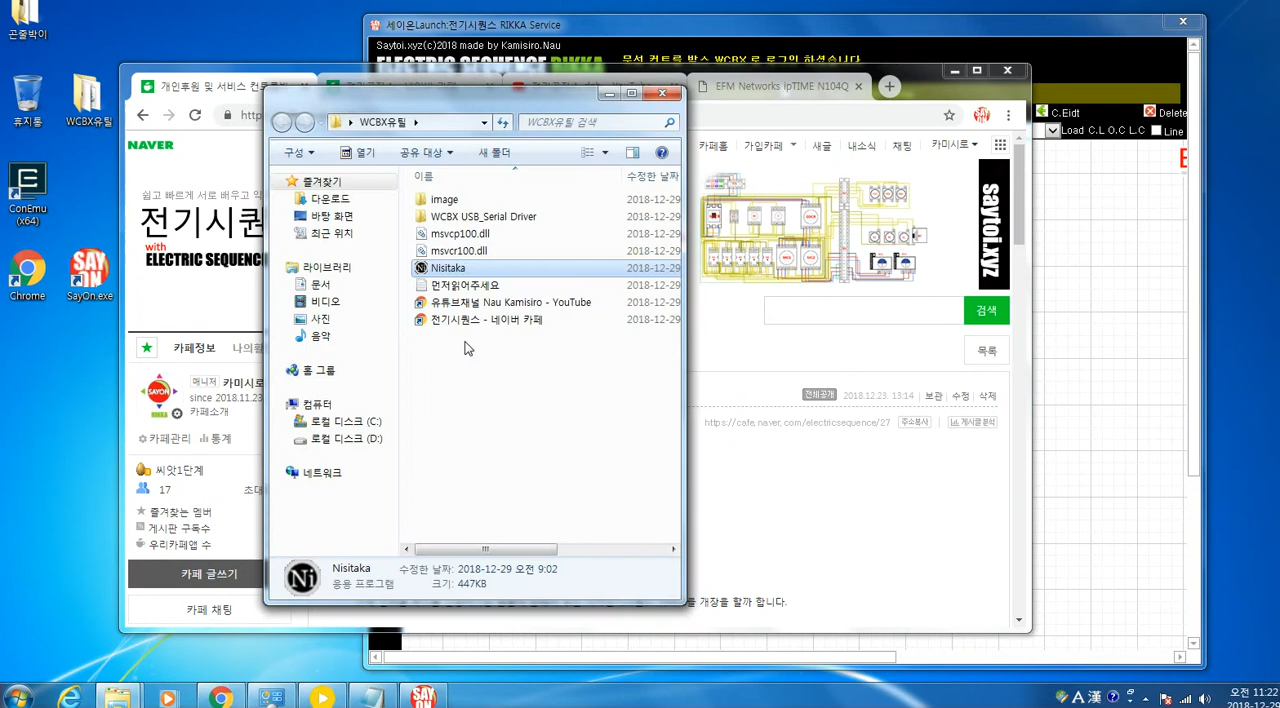 곤줄박이
휴지통
WCBX유틸
ConEmu
(x64)
Chrome
SayOn.exe
세이온Launch:전기시퀀스 RIKKA Service
Saytoi.xyz(c)2018 made by Kamisiro.Nau
C.Eidt
Delete
Load C.L O.C L.C
Line
개인후원 및 서비스 컨트롤
EFM Networks ipTIME N104Q
NAVER
쉽고 빠르게 서로 배우고
전기시퀀
with
ELECTRIC SEQUENC
카페홈
가입카페
새글
내소식
채팅
카미시로
saytoi.xyz
검색
목록
전체공개
2018.12.23. 13:14
보관
수정
삭제
https://cafe.naver.com/electricsequence/27
주소복사
게시글 분석
카페정보
나의활
매니저
카미시로
since 2018.11.23
카페소개
카페관리
통계
씨앗1단계
17
초대
즐겨찾는 멤버
게시판 구독수
우리카페앱 수
카페 글쓰기
카페 채팅
를 개장을 할까 합니다.
WCBX유틸
WCBX유틸 검색
구성
열기
공유 대상
새 폴더
즐겨찾기
다운로드
바탕 화면
최근 위치
라이브러리
문서
비디오
사진
음악
홈 그룹
컴퓨터
로컬 디스크 (C:)
로컬 디스크 (D:)
네트워크
이름
수정한 날짜
image
2018-12-29
WCBX USB_Serial Driver
2018-12-29
msvcp100.dll
2018-12-29
msvcr100.dll
2018-12-29
Nisitaka
2018-12-29
먼저읽어주세요
2018-12-29
유튜브채널 Nau Kamisiro - YouTube
2018-12-29
전기시퀀스 - 네이버 카페
2018-12-29
Ni
Nisitaka
수정한 날짜: 2018-12-29 오전 9:02
응용 프로그램
크기: 447KB
SAYON
A 漢
오전 11:22
2018-12-29